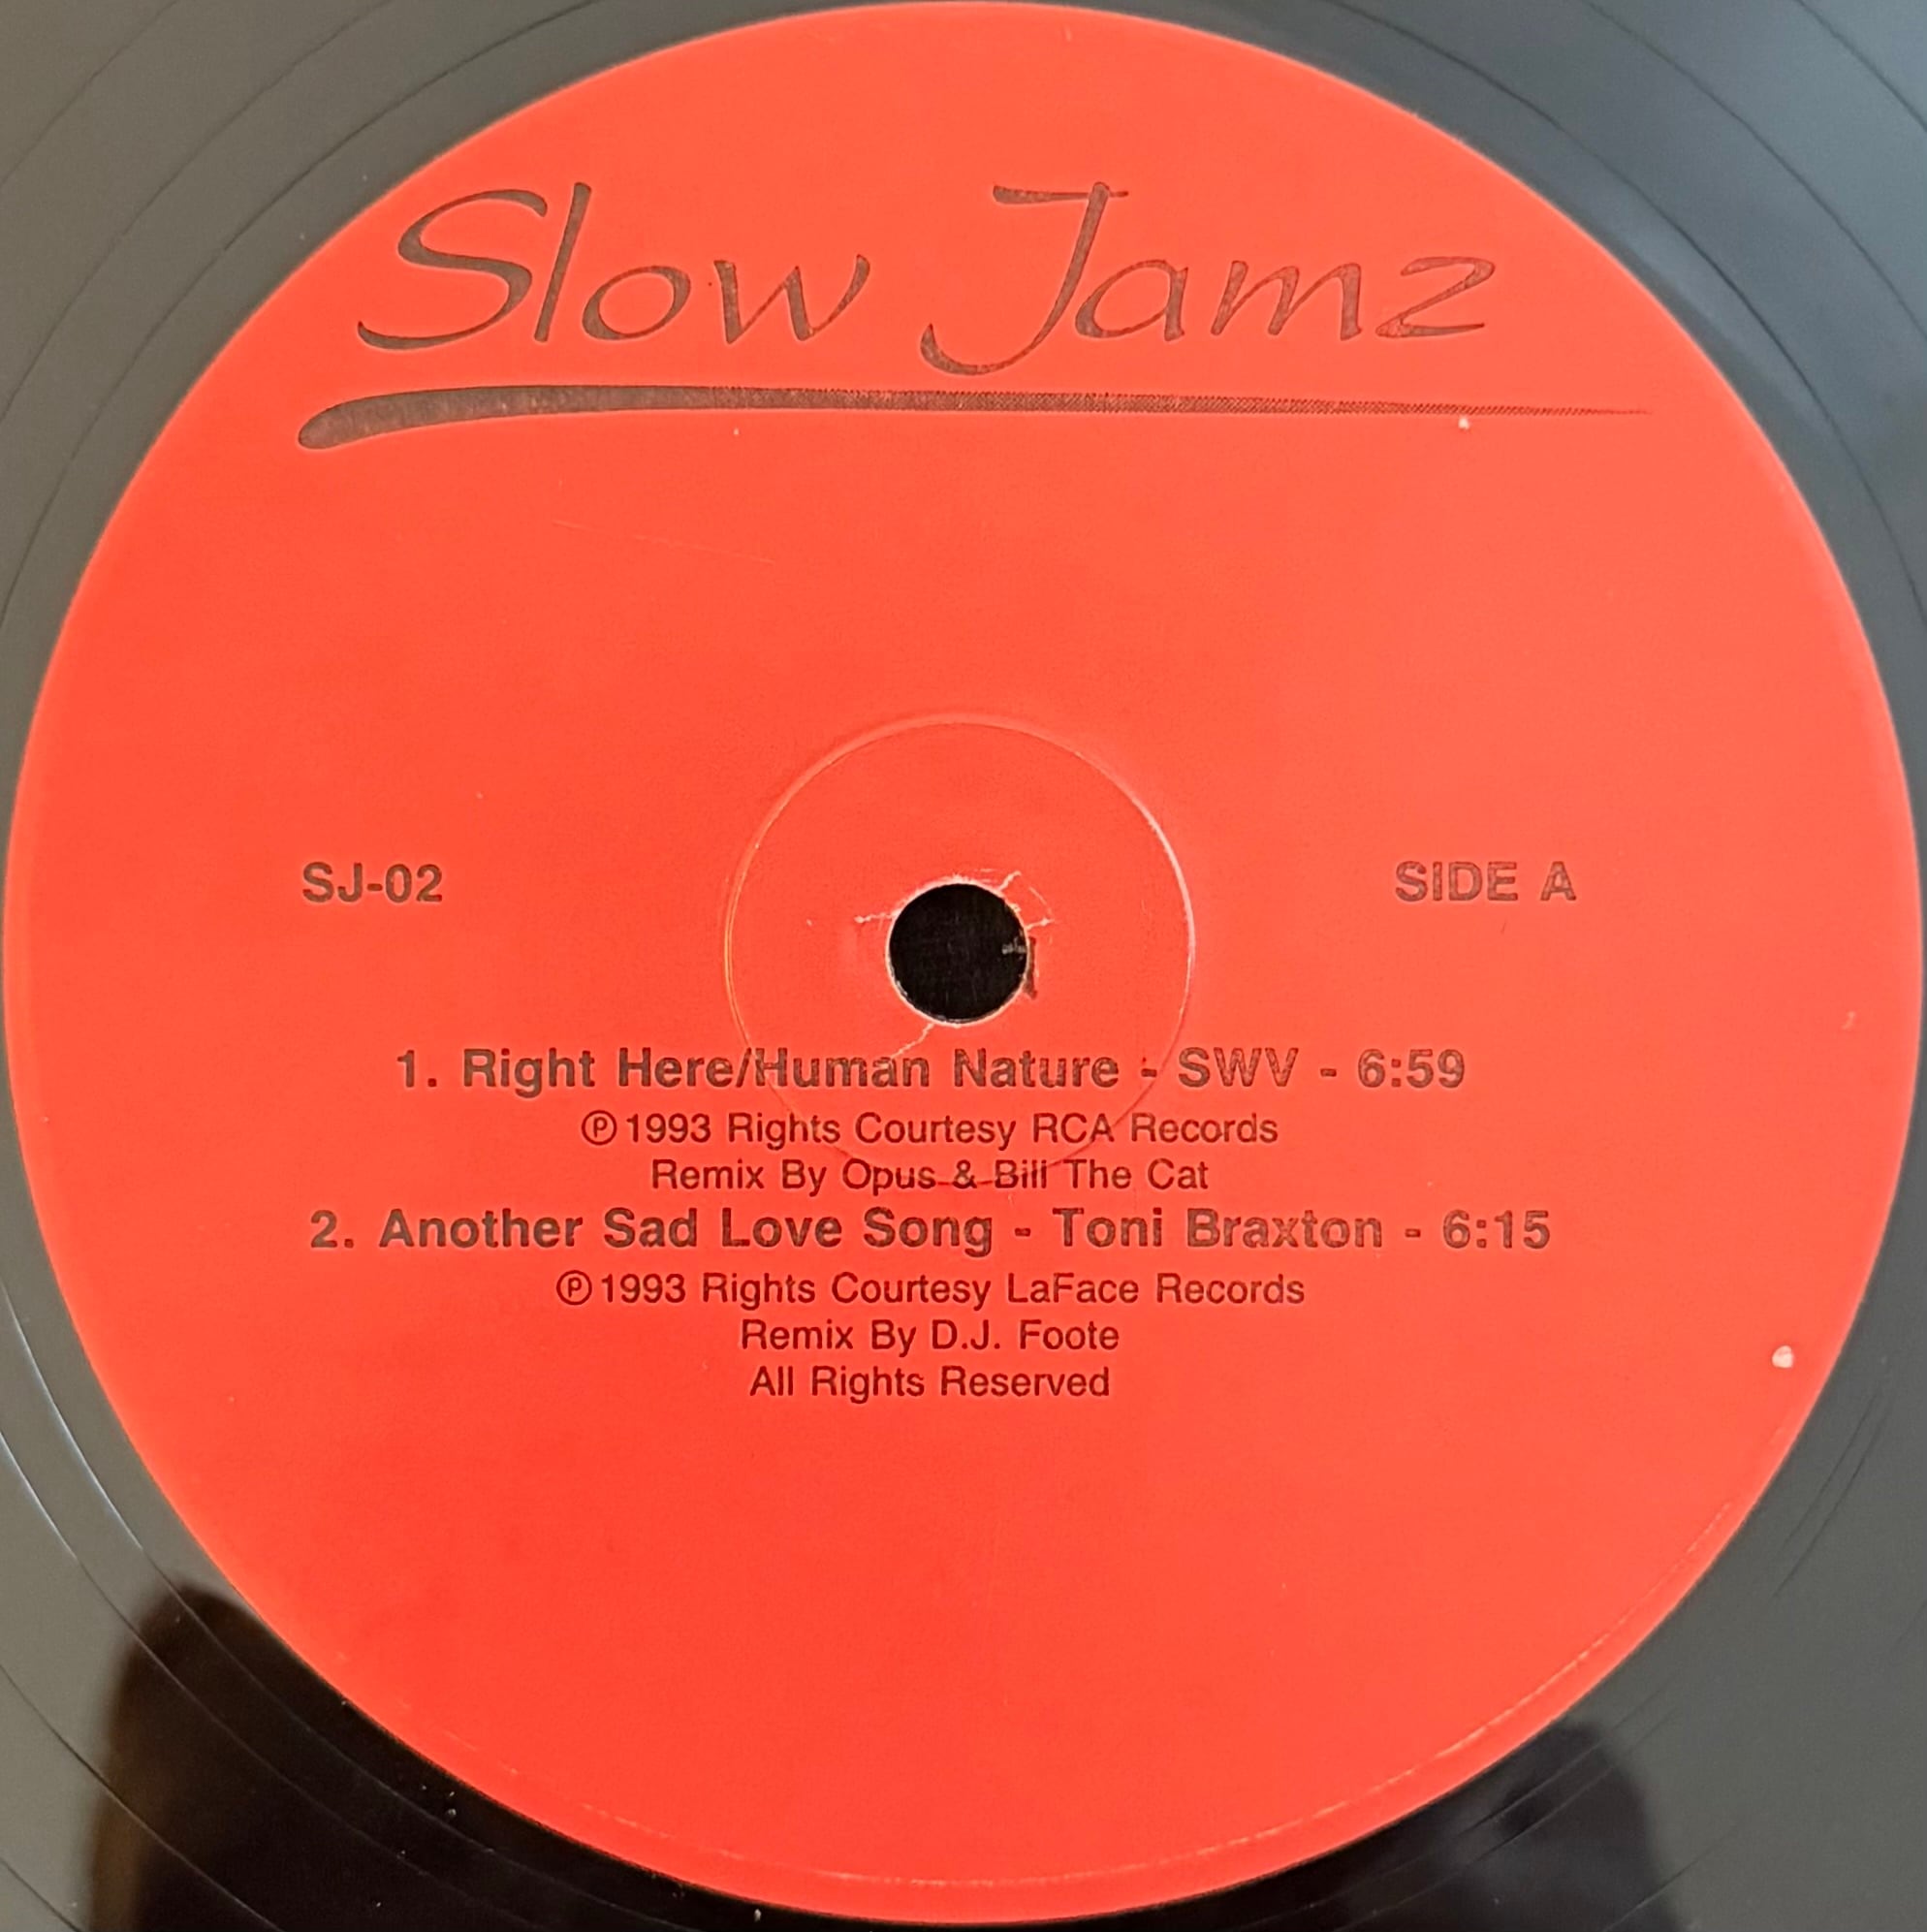 Slow Jamz
SJ-02
SIDE A
1. Right Here/Human Nature - SWV - 6:59
℗1993 Rights Courtesy RCA Records
Remix By Opus & Bill The Cat
2. Another Sad Love Song - Toni Braxton - 6:15
℗1993 Rights Courtesy LaFace Records
Remix By D.J. Foote
All Rights Reserved